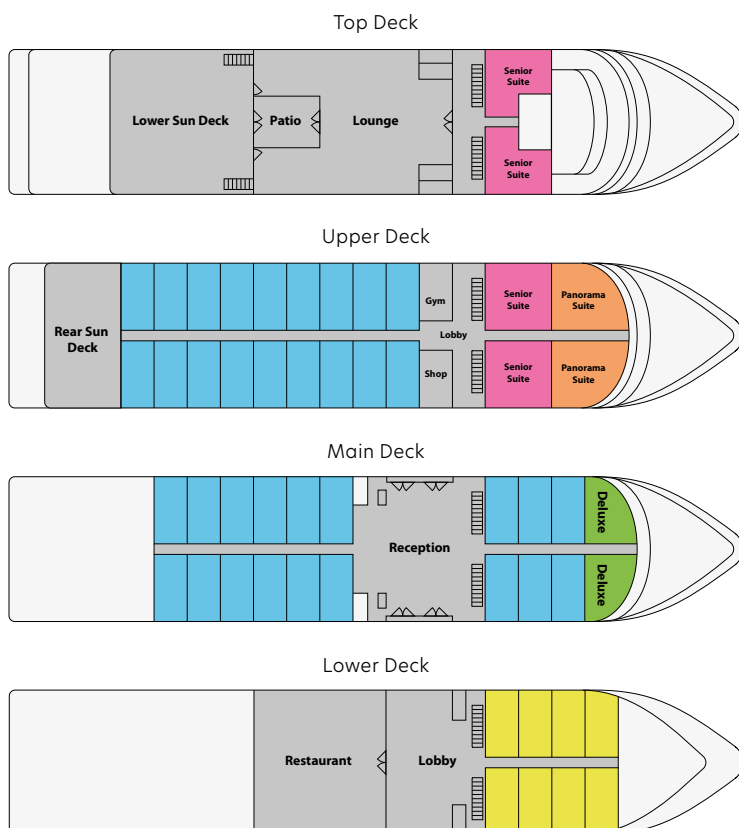 Top Deck
Senior
Suite
Lower Sun Deck
Patio
Lounge
Senior
Suite
Upper Deck
Gym
Senior
Suite
Panorama
Suite
Rear Sun
Deck
Lobby
Shop
Senior
Suite
Panorama
Suite
Main Deck
Deluxe
Reception
Deluxe
Lower Deck
Restaurant
Lobby